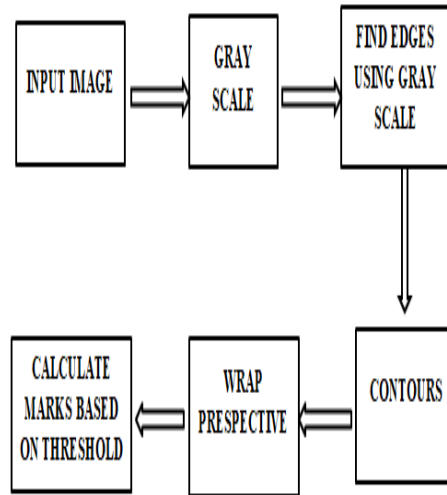 INPUT IMAGE
GRAY
SCALE
FIND EDGES
USING GRAY
SCALE
CONTOURS
WRAP
PRESPECTIVE
CALCULATE
MARKS BASED
ON THRESHOLD